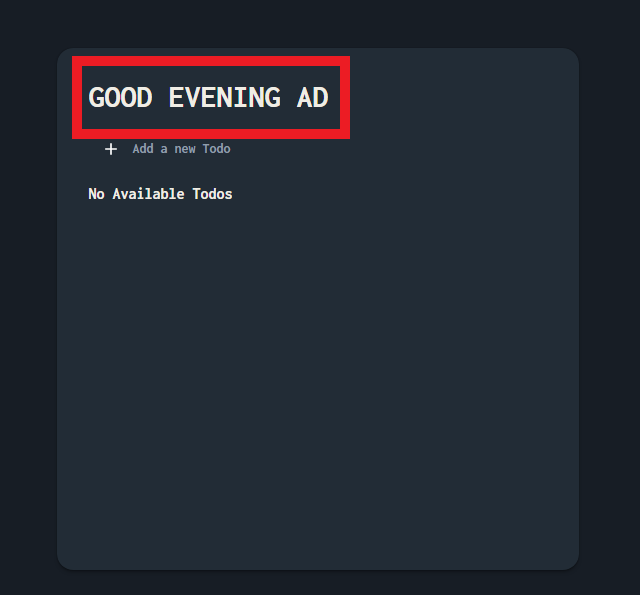 GOOD EVENING AD
Add a new Todo
No Available Todos